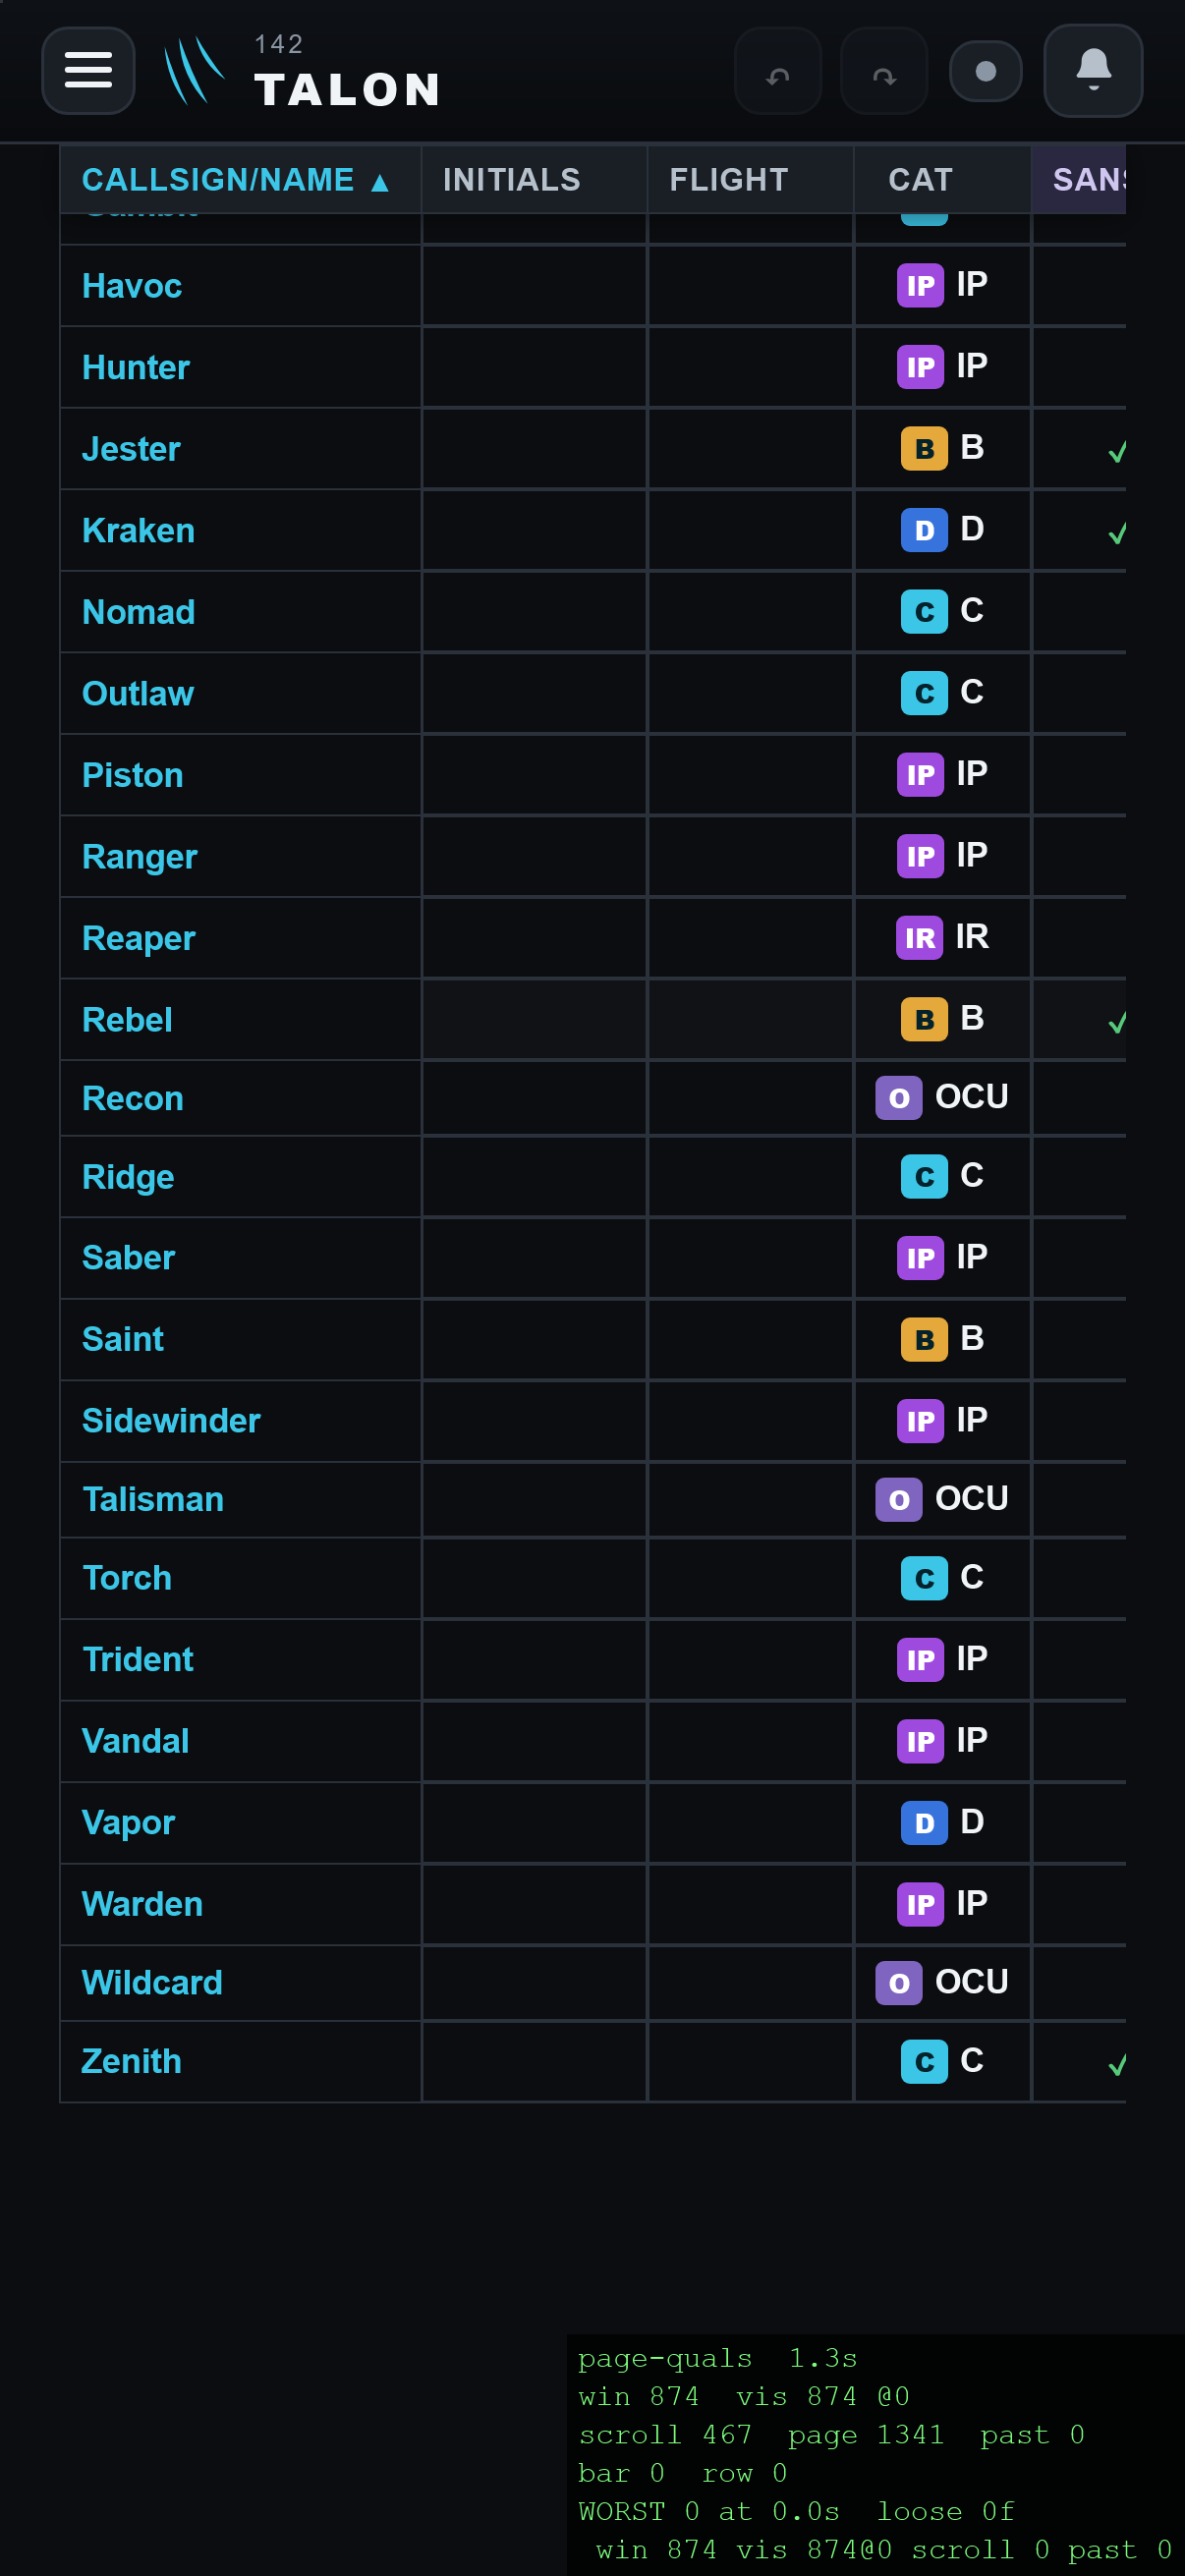 142
TALON
CALLSIGN/NAME ▲ INITIALS FLIGHT CAT SANS
Havoc IP IP
Hunter IP IP
Jester B B ✓
Kraken D D ✓
Nomad C C
Outlaw C C
Piston IP IP
Ranger IP IP
Reaper IR IR
Rebel B B ✓
Recon O OCU
Ridge C C
Saber IP IP
Saint B B
Sidewinder IP IP
Talisman O OCU
Torch C C
Trident IP IP
Vandal IP IP
Vapor D D
Warden IP IP
Wildcard O OCU
Zenith C C ✓
page-quals 1.3s
win 874 vis 874 @0
scroll 467 page 1341 past 0
bar 0 row 0
WORST 0 at 0.0s loose 0f
win 874 vis 874@0 scroll 0 past 0